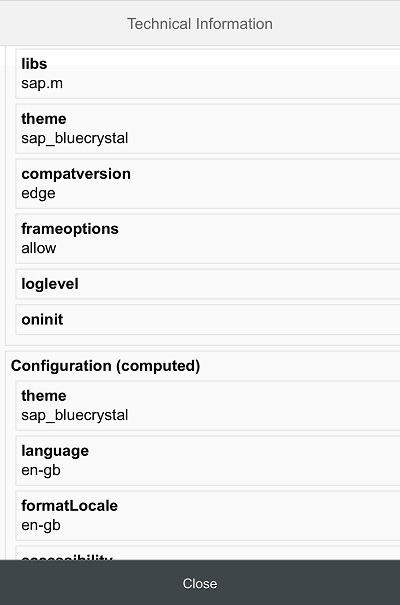 Technical Information
libs
sap.m
theme
sap_bluecrystal
compatversion
edge
frameoptions
allow
loglevel
oninit
Configuration (computed)
theme
sap_bluecrystal
language
en-gb
formatLocale
en-gb
accessibility
Close